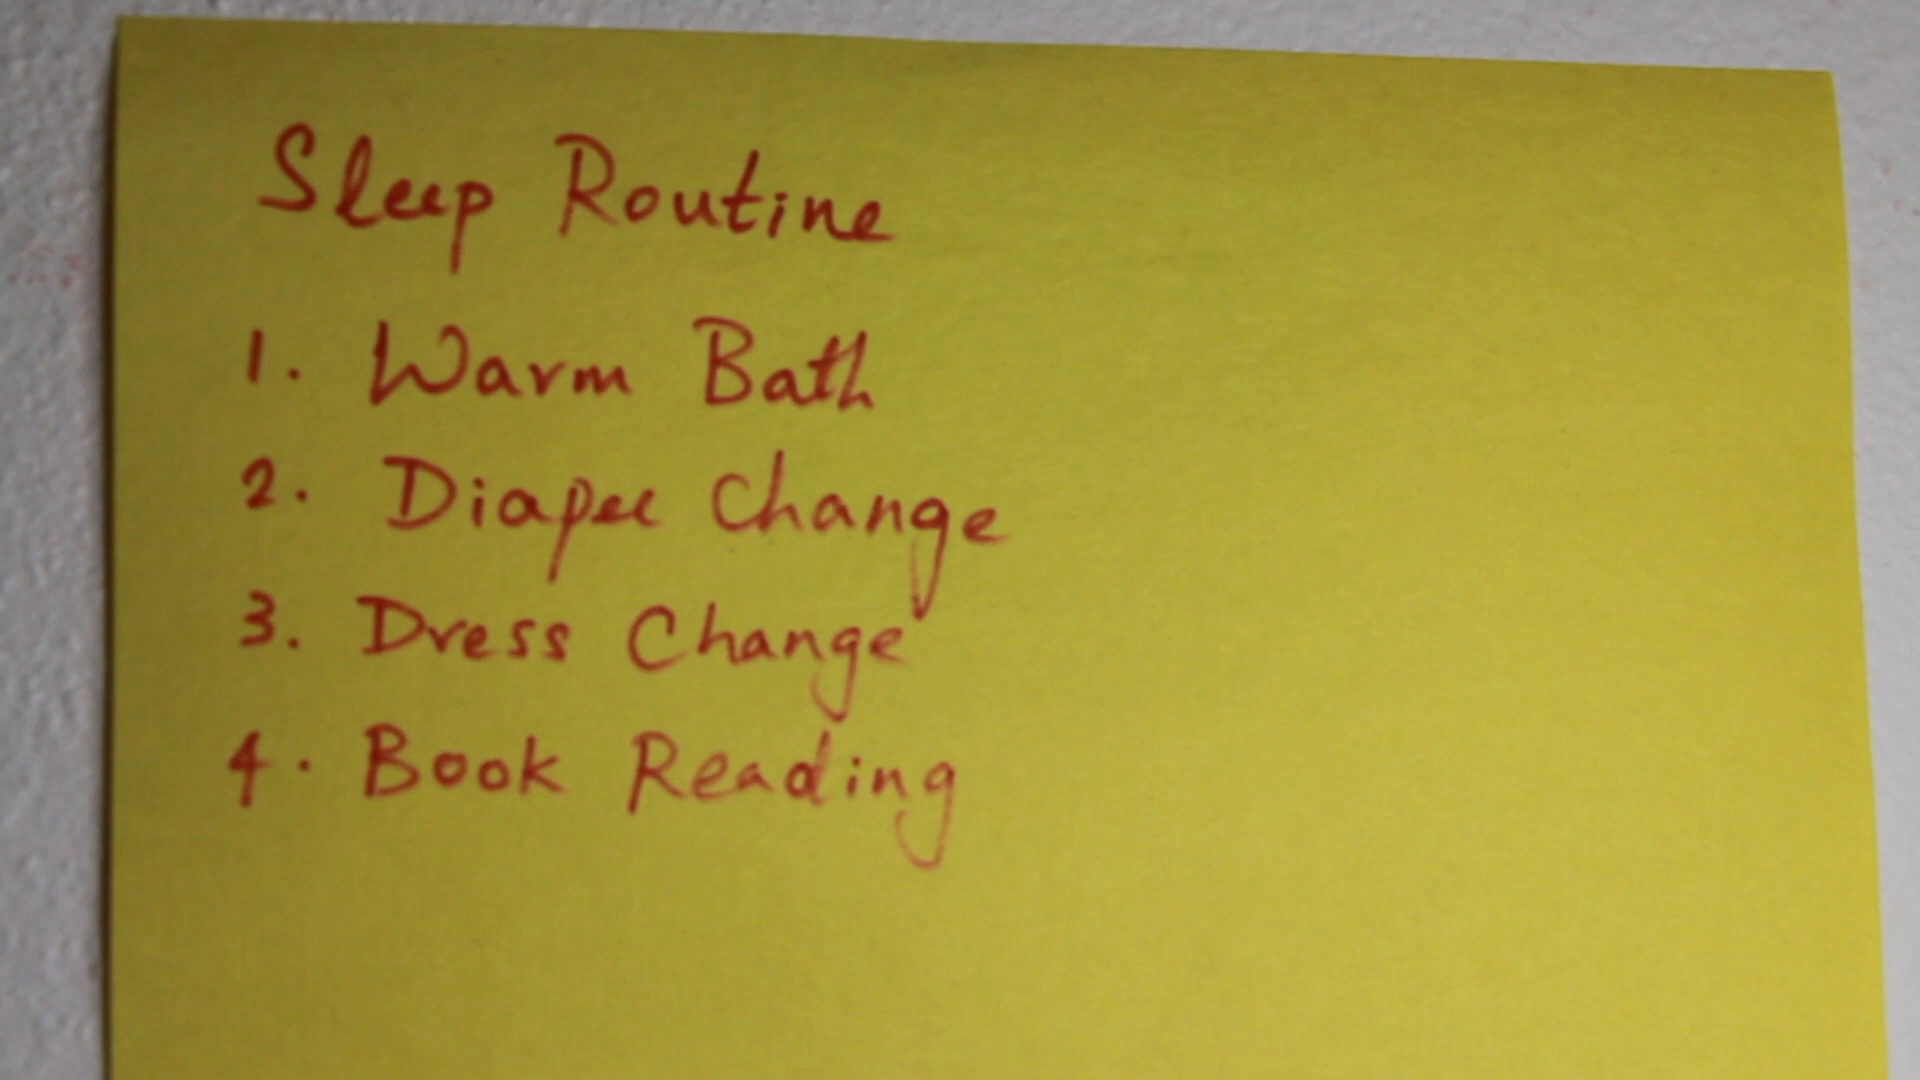 Sleep Routine
1. Warm Bath
2. Diaper Change
3. Dress Change
4. Book Reading